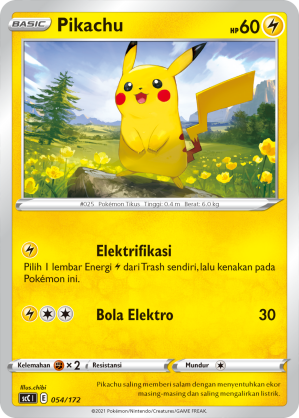 BASIC Pikachu HP60
#025 Pokémon Tikus Tinggi: 0.4 m Berat: 6.0 kg
Elektrifikasi
Pilih 1 lembar Energi dari Trash sendiri, lalu kenakan pada
Pokémon ini.
Bola Elektro 30
Kelemahan ×2 Resistansi Mundur
Illus.chibi
scC I E 054/172
Pikachu saling memberi salam dengan menyentuhkan ekor
masing-masing dan saling mengalirkan listrik.
©2021 Pokémon/Nintendo/Creatures/GAME FREAK.